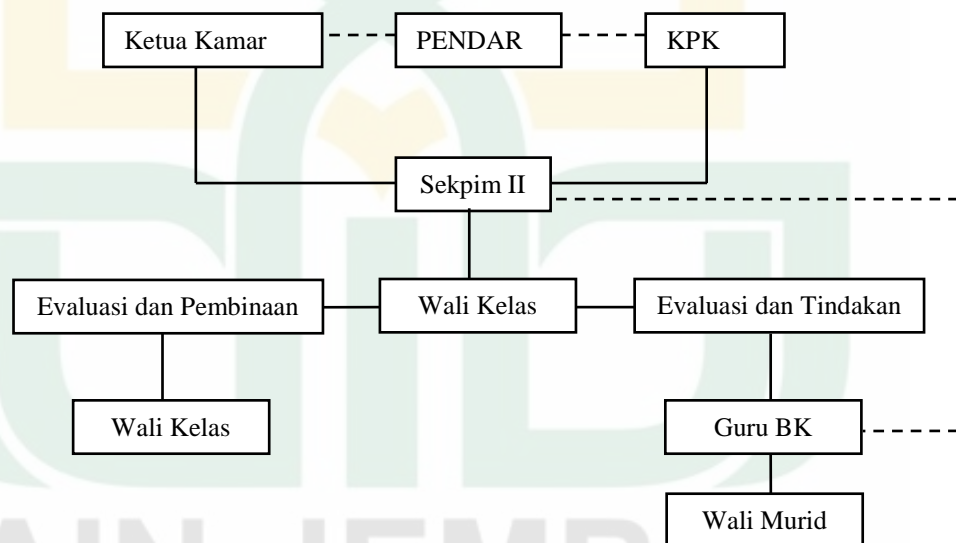 Ketua Kamar
PENDAR
KPK
Sekpim II
Evaluasi dan Pembinaan
Wali Kelas
Evaluasi dan Tindakan
Wali Kelas
Guru BK
Wali Murid